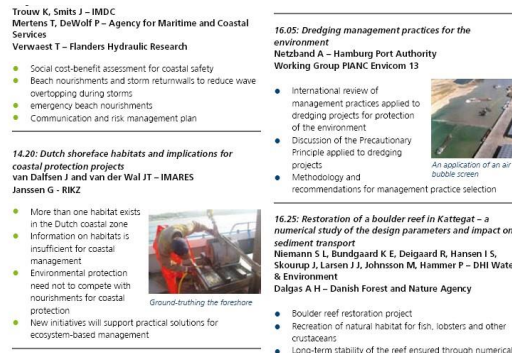 Trouw K, Smits J – IMDC
Mertens T, DeWolf P – Agency for Maritime and Coastal
Services
Verwaest T – Flanders Hydraulic Research
Social cost-benefit assessment for coastal safety
Beach nourishments and storm returnwalls to reduce wave
overtopping during storms
emergency beach nourishments
Communication and risk management plan
14.20: Dutch shoreface habitats and implications for
coastal protection projects
van Dalfsen J and van der Wal JT – IMARES
Janssen G - RIKZ
More than one habitat exists
in the Dutch coastal zone
Information on habitats is
insufficient for coastal
management
Environmental protection
need not to compete with
nourishments for coastal
protection
New initiatives will support practical solutions for
ecosystem-based management
Ground-truthing the foreshore
16.05: Dredging management practices for the
environment
Netzband A – Hamburg Port Authority
Working Group PIANC Envicom 13
International review of
management practices applied to
dredging projects for protection
of the environment
Discussion of the Precautionary
Principle applied to dredging
projects
Methodology and
recommendations for management practice selection
An application of an air
bubble screen
16.25: Restoration of a boulder reef in Kattegat – a
numerical study of the design parameters and impact on
sediment transport
Niemann S L, Bundgaard K E, Deigaard R, Hansen I S,
Skourup J, Larsen J J, Johnsson M, Hammer P – DHI Wate
& Environment
Dalgas A H – Danish Forest and Nature Agency
Boulder reef restoration project
Recreation of natural habitat for fish, lobsters and other
crustaceans
Long-term stability of the reef ensured through numerical